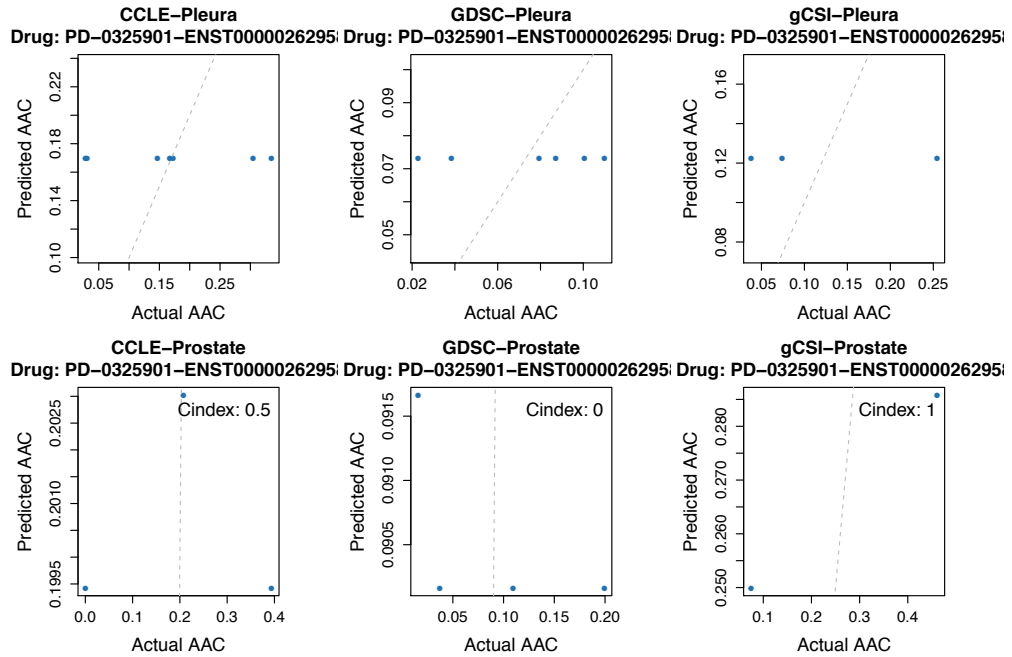 CCLE−Pleura
Drug: PD−0325901−ENST0000026295
GDSC−Pleura
Drug: PD−0325901−ENST0000026295
gCSI−Pleura
Drug: PD−0325901−ENST0000026295
Predicted AAC
0.22
0.18
0.14
0.10
0.05 0.15 0.25
Actual AAC
Predicted AAC
0.09
0.07
0.05
0.02 0.06 0.10
Actual AAC
Predicted AAC
0.16
0.12
0.08
0.05 0.10 0.15 0.20 0.25
Actual AAC
CCLE−Prostate
Drug: PD−0325901−ENST0000026295
GDSC−Prostate
Drug: PD−0325901−ENST0000026295
gCSI−Prostate
Drug: PD−0325901−ENST0000026295
Cindex: 0.5
Predicted AAC
0.2025
0.2010
0.1995
0.0 0.1 0.2 0.3 0.4
Actual AAC
Cindex: 0
Predicted AAC
0.0915
0.0910
0.0905
0.05 0.10 0.15 0.20
Actual AAC
Cindex: 1
Predicted AAC
0.280
0.270
0.260
0.250
0.1 0.2 0.3 0.4
Actual AAC